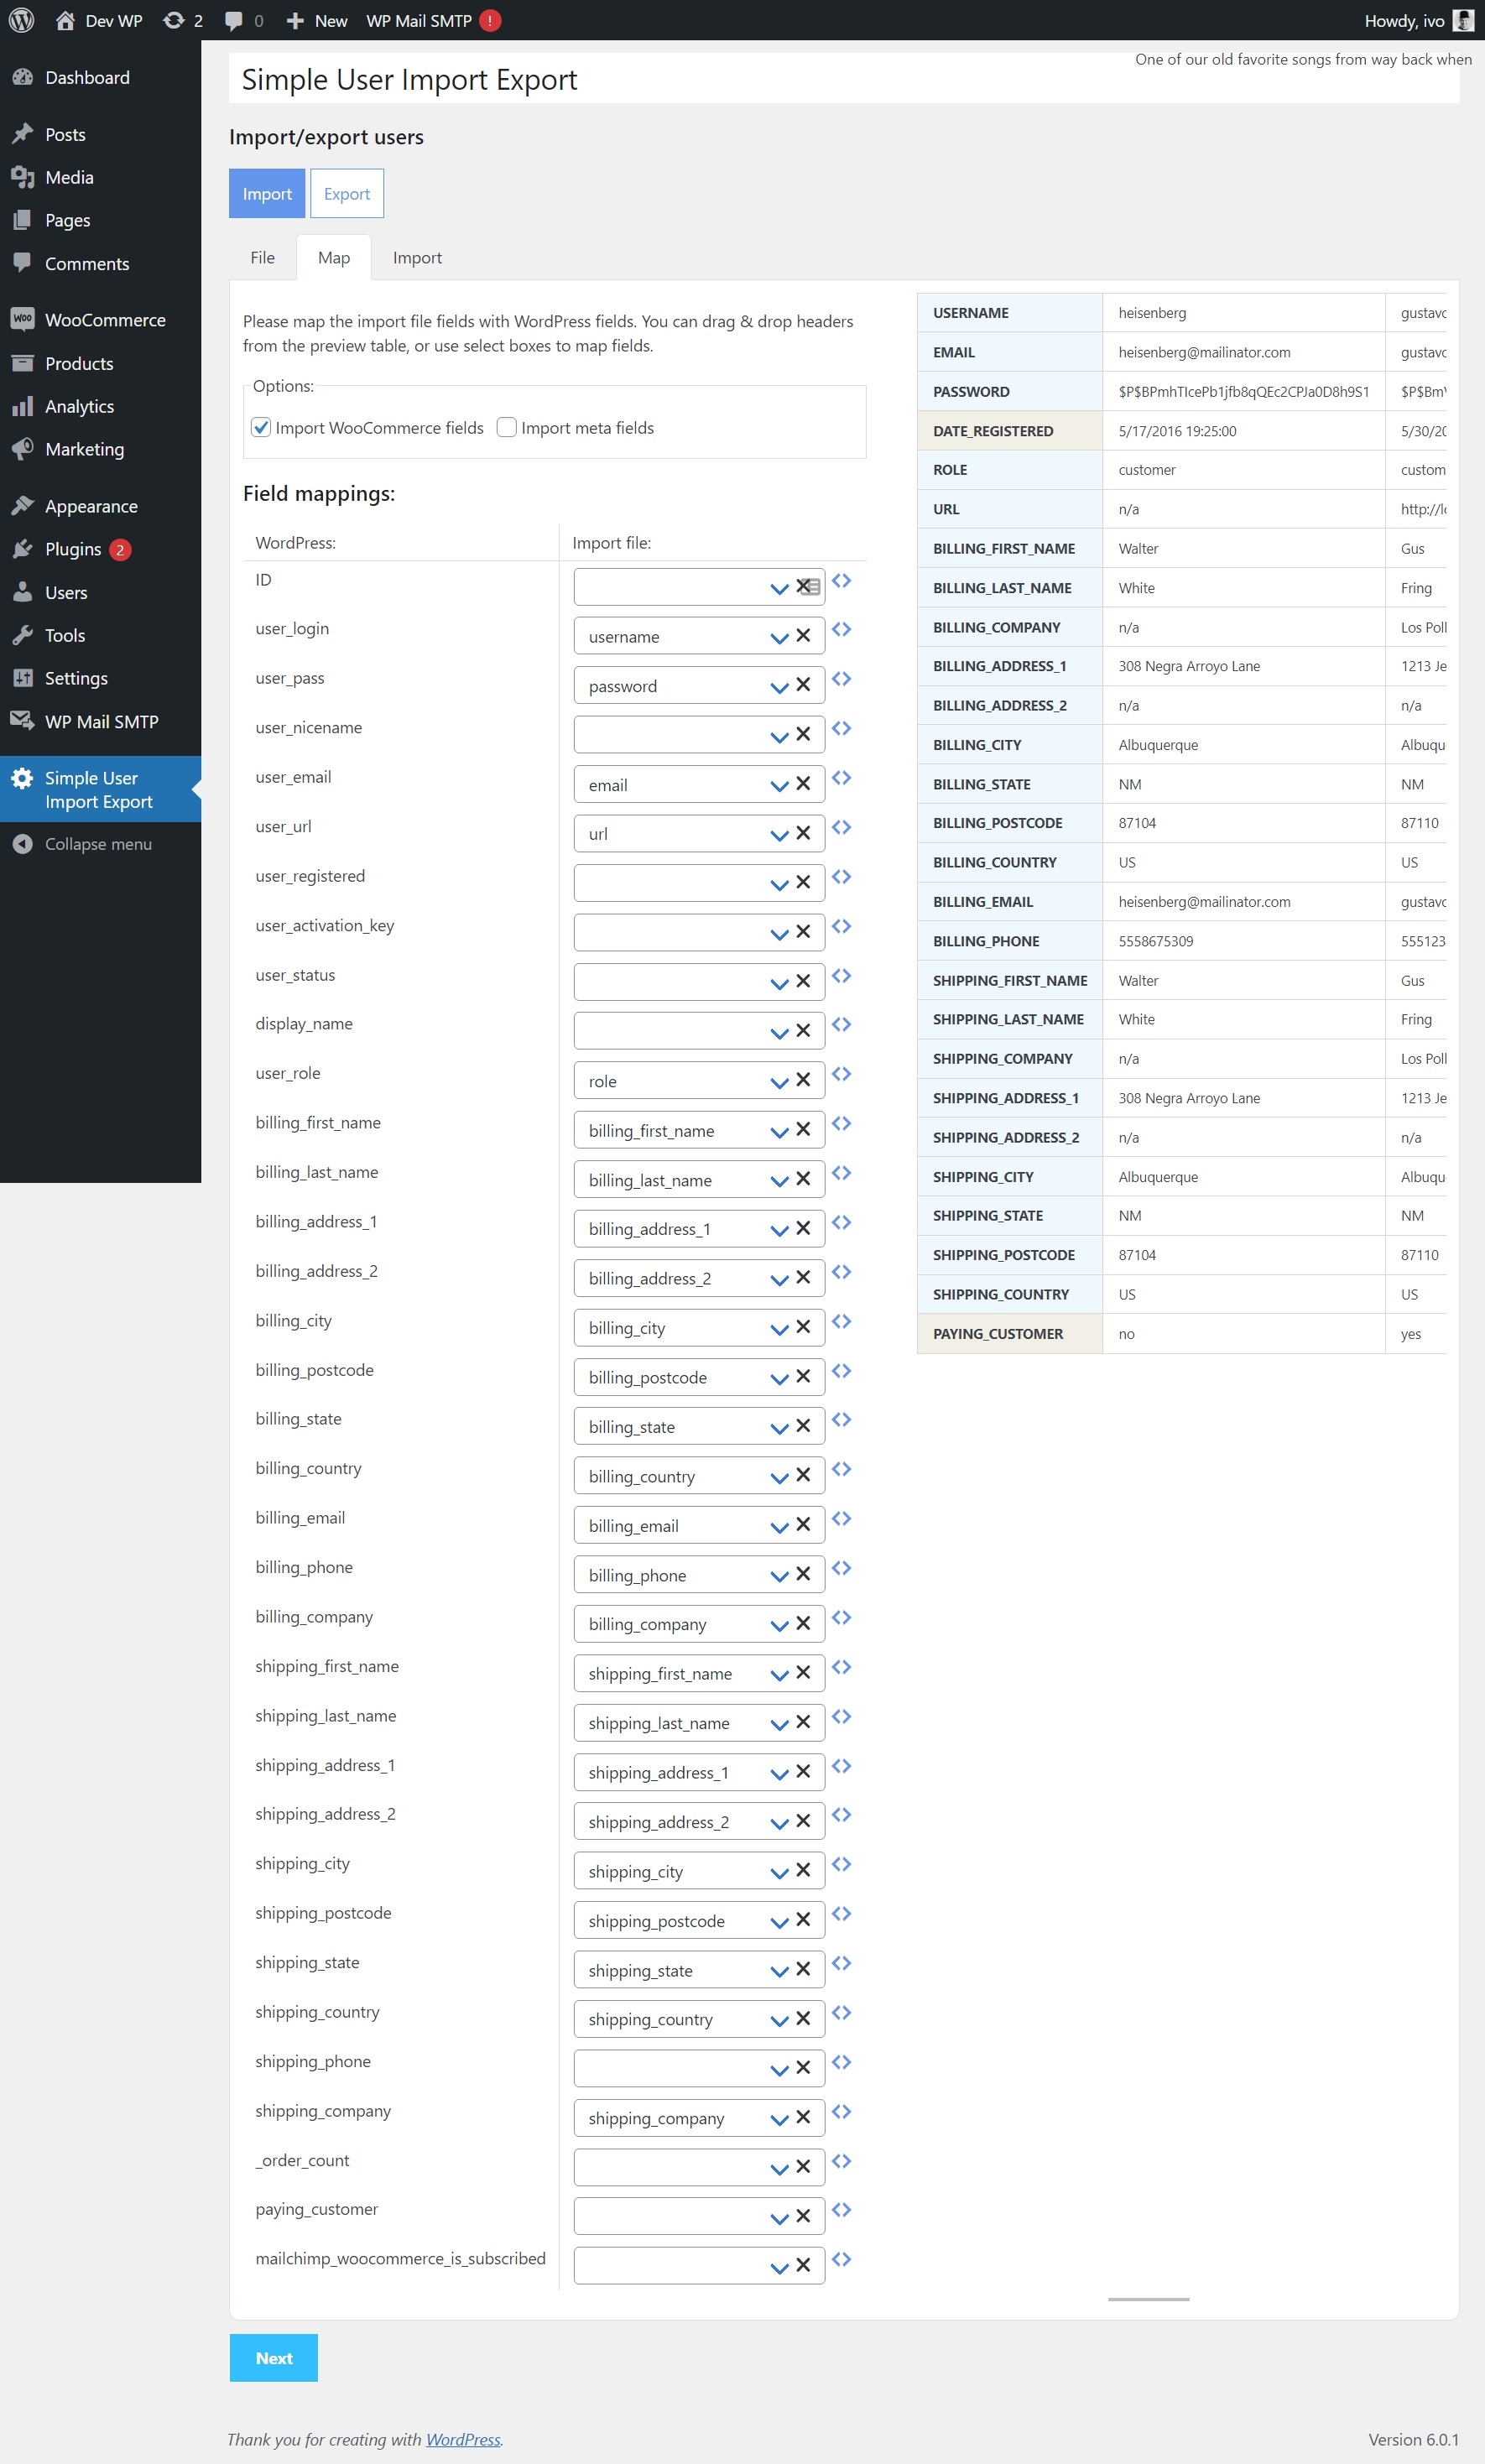 Dev WP 2 0 New WP Mail SMTP ! Howdy, ivo
Dashboard
Posts
Media
Pages
Comments
WooCommerce
Products
Analytics
Marketing
Appearance
Plugins 2
Users
Tools
Settings
WP Mail SMTP
Simple User
Import Export
Collapse menu
One of our old favorite songs from way back when
Simple User Import Export
Import/export users
Import Export
File Map Import
Please map the import file fields with WordPress fields. You can drag & drop headers
from the preview table, or use select boxes to map fields.
Options:
Import WooCommerce fields Import meta fields
Field mappings:
WordPress: Import file:
ID
user_login username
user_pass password
user_nicename
user_email email
user_url url
user_registered
user_activation_key
user_status
display_name
user_role role
billing_first_name billing_first_name
billing_last_name billing_last_name
billing_address_1 billing_address_1
billing_address_2 billing_address_2
billing_city billing_city
billing_postcode billing_postcode
billing_state billing_state
billing_country billing_country
billing_email billing_email
billing_phone billing_phone
billing_company billing_company
shipping_first_name shipping_first_name
shipping_last_name shipping_last_name
shipping_address_1 shipping_address_1
shipping_address_2 shipping_address_2
shipping_city shipping_city
shipping_postcode shipping_postcode
shipping_state shipping_state
shipping_country shipping_country
shipping_phone
shipping_company shipping_company
_order_count
paying_customer
mailchimp_woocommerce_is_subscribed
USERNAME heisenberg gustavo
EMAIL heisenberg@mailinator.com gustavo
PASSWORD $P$BPmhTIcePb1jfb8qQEc2CPJa0D8h9S1 $P$Bm
DATE_REGISTERED 5/17/2016 19:25:00 5/30/20
ROLE customer custom
URL n/a http://l
BILLING_FIRST_NAME Walter Gus
BILLING_LAST_NAME White Fring
BILLING_COMPANY n/a Los Poll
BILLING_ADDRESS_1 308 Negra Arroyo Lane 1213 Je
BILLING_ADDRESS_2 n/a n/a
BILLING_CITY Albuquerque Albuqu
BILLING_STATE NM NM
BILLING_POSTCODE 87104 87110
BILLING_COUNTRY US US
BILLING_EMAIL heisenberg@mailinator.com gustavo
BILLING_PHONE 5558675309 555123
SHIPPING_FIRST_NAME Walter Gus
SHIPPING_LAST_NAME White Fring
SHIPPING_COMPANY n/a Los Poll
SHIPPING_ADDRESS_1 308 Negra Arroyo Lane 1213 Je
SHIPPING_ADDRESS_2 n/a n/a
SHIPPING_CITY Albuquerque Albuqu
SHIPPING_STATE NM NM
SHIPPING_POSTCODE 87104 87110
SHIPPING_COUNTRY US US
PAYING_CUSTOMER no yes
Next
Thank you for creating with WordPress. Version 6.0.1